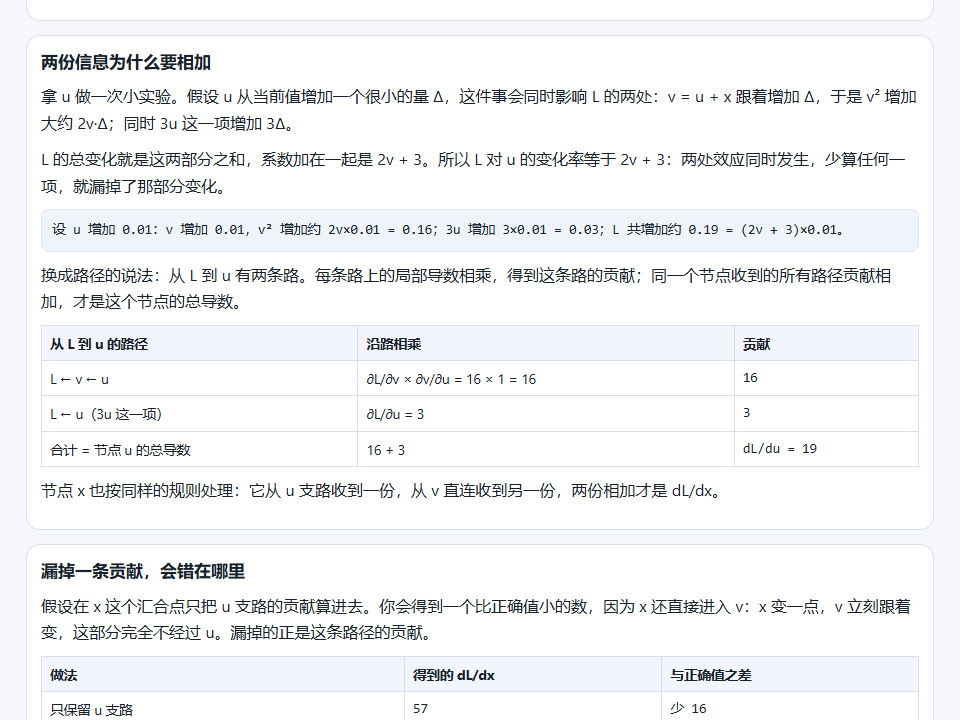 两份信息为什么要相加
拿 u 做一次小实验。假设 u 从当前值增加一个很小的量 Δ，这件事会同时影响 L 的两处：v = u + x 跟着增加 Δ，于是 v² 增加
大约 2v·Δ；同时 3u 这一项增加 3Δ。
L 的总变化就是这两部分之和，系数加在一起是 2v + 3。所以 L 对 u 的变化率等于 2v + 3：两处效应同时发生，少算任何一
项，就漏掉了那部分变化。
设 u 增加 0.01：v 增加 0.01，v² 增加约 2v×0.01 = 0.16；3u 增加 3×0.01 = 0.03；L 共增加约 0.19 = (2v + 3)×0.01。
换成路径的说法：从 L 到 u 有两条路。每条路上的局部导数相乘，得到这条路的贡献；同一个节点收到的所有路径贡献相
加，才是这个节点的总导数。
从 L 到 u 的路径 沿路相乘 贡献
L ← v ← u ∂L/∂v × ∂v/∂u = 16 × 1 = 16 16
L ← u（3u 这一项） ∂L/∂u = 3 3
合计 = 节点 u 的总导数 16 + 3 dL/du = 19
节点 x 也按同样的规则处理：它从 u 支路收到一份，从 v 直连收到另一份，两份相加才是 dL/dx。
漏掉一条贡献，会错在哪里
假设在 x 这个汇合点只把 u 支路的贡献算进去。你会得到一个比正确值小的数，因为 x 还直接进入 v：x 变一点，v 立刻跟着
变，这部分完全不经过 u。漏掉的正是这条路径的贡献。
做法 得到的 dL/dx 与正确值之差
只保留 u 支路 57 少 16